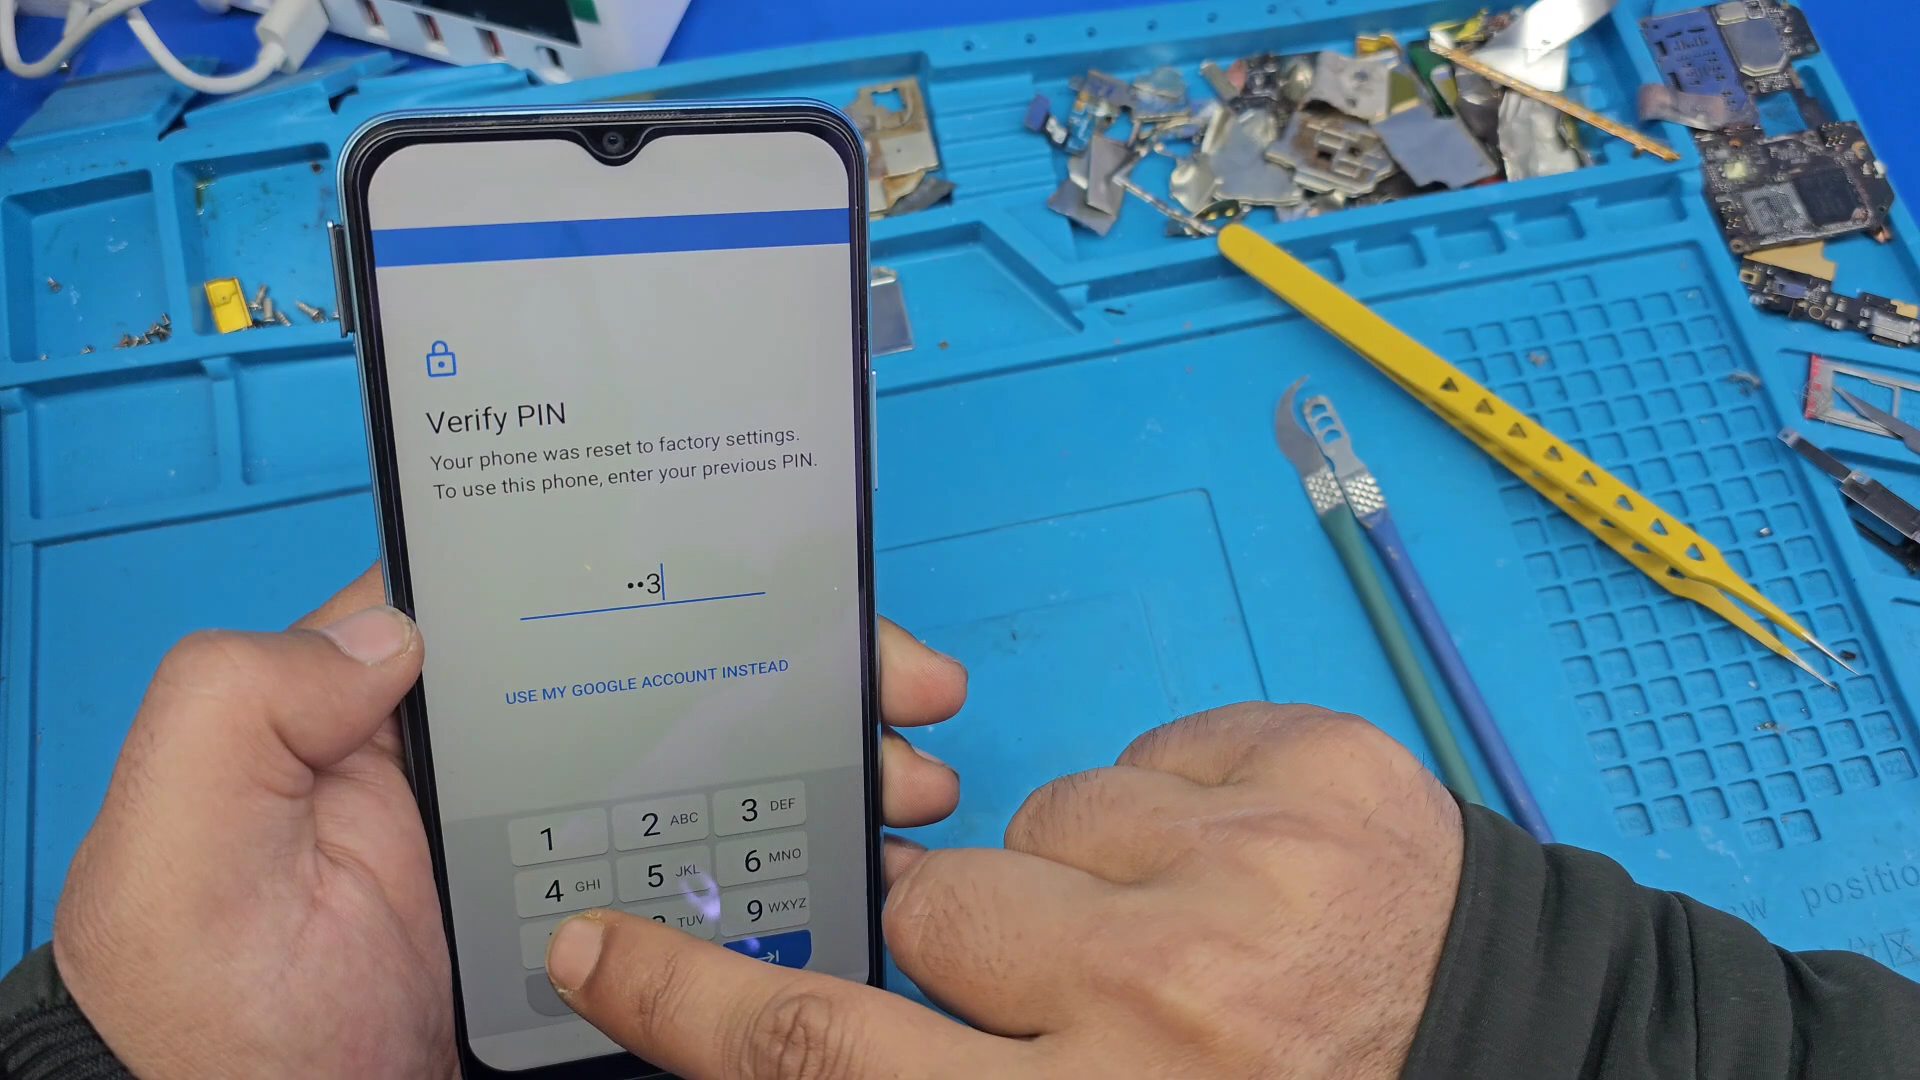 Verify PIN
Your phone was reset to factory settings.
To use this phone, enter your previous PIN.
••3
USE MY GOOGLE ACCOUNT INSTEAD
1
2 ABC
3 DEF
4 GHI
5 JKL
6 MNO
TUV
9 WXYZ
position